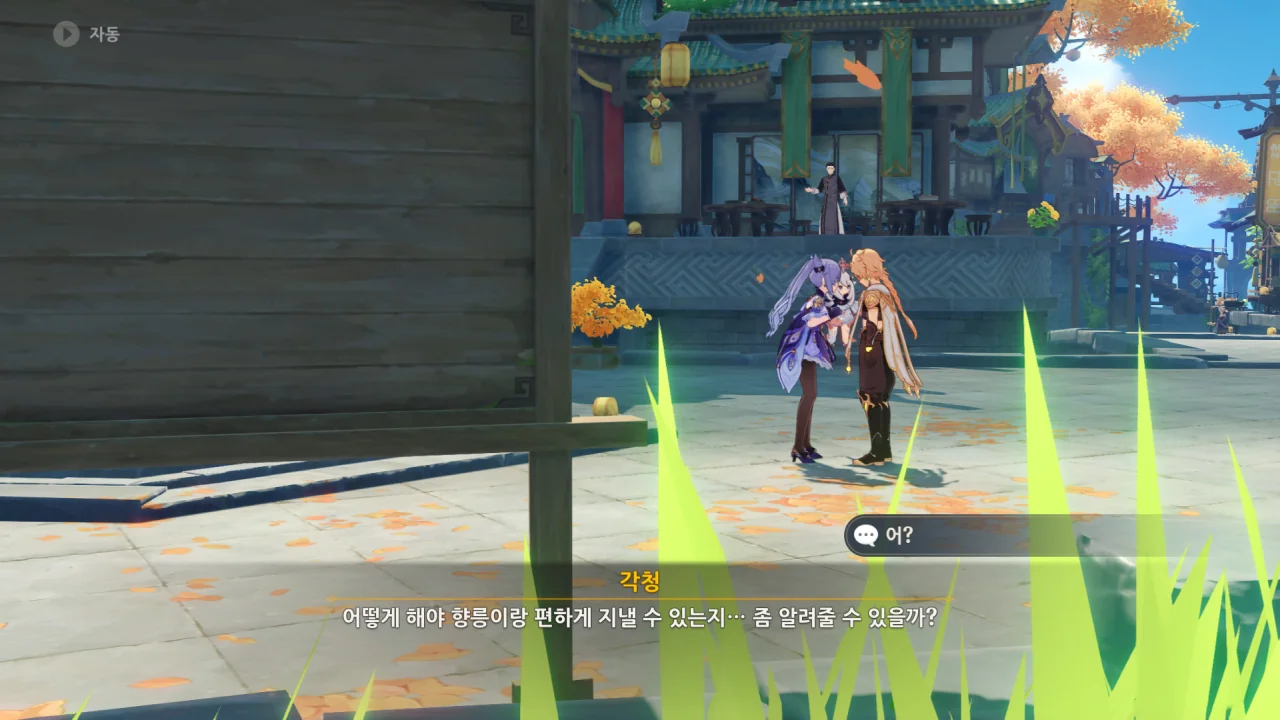 자동
어?
각청
어떻게 해야 향릉이랑 편하게 지낼 수 있는지… 좀 알려줄 수 있을까?